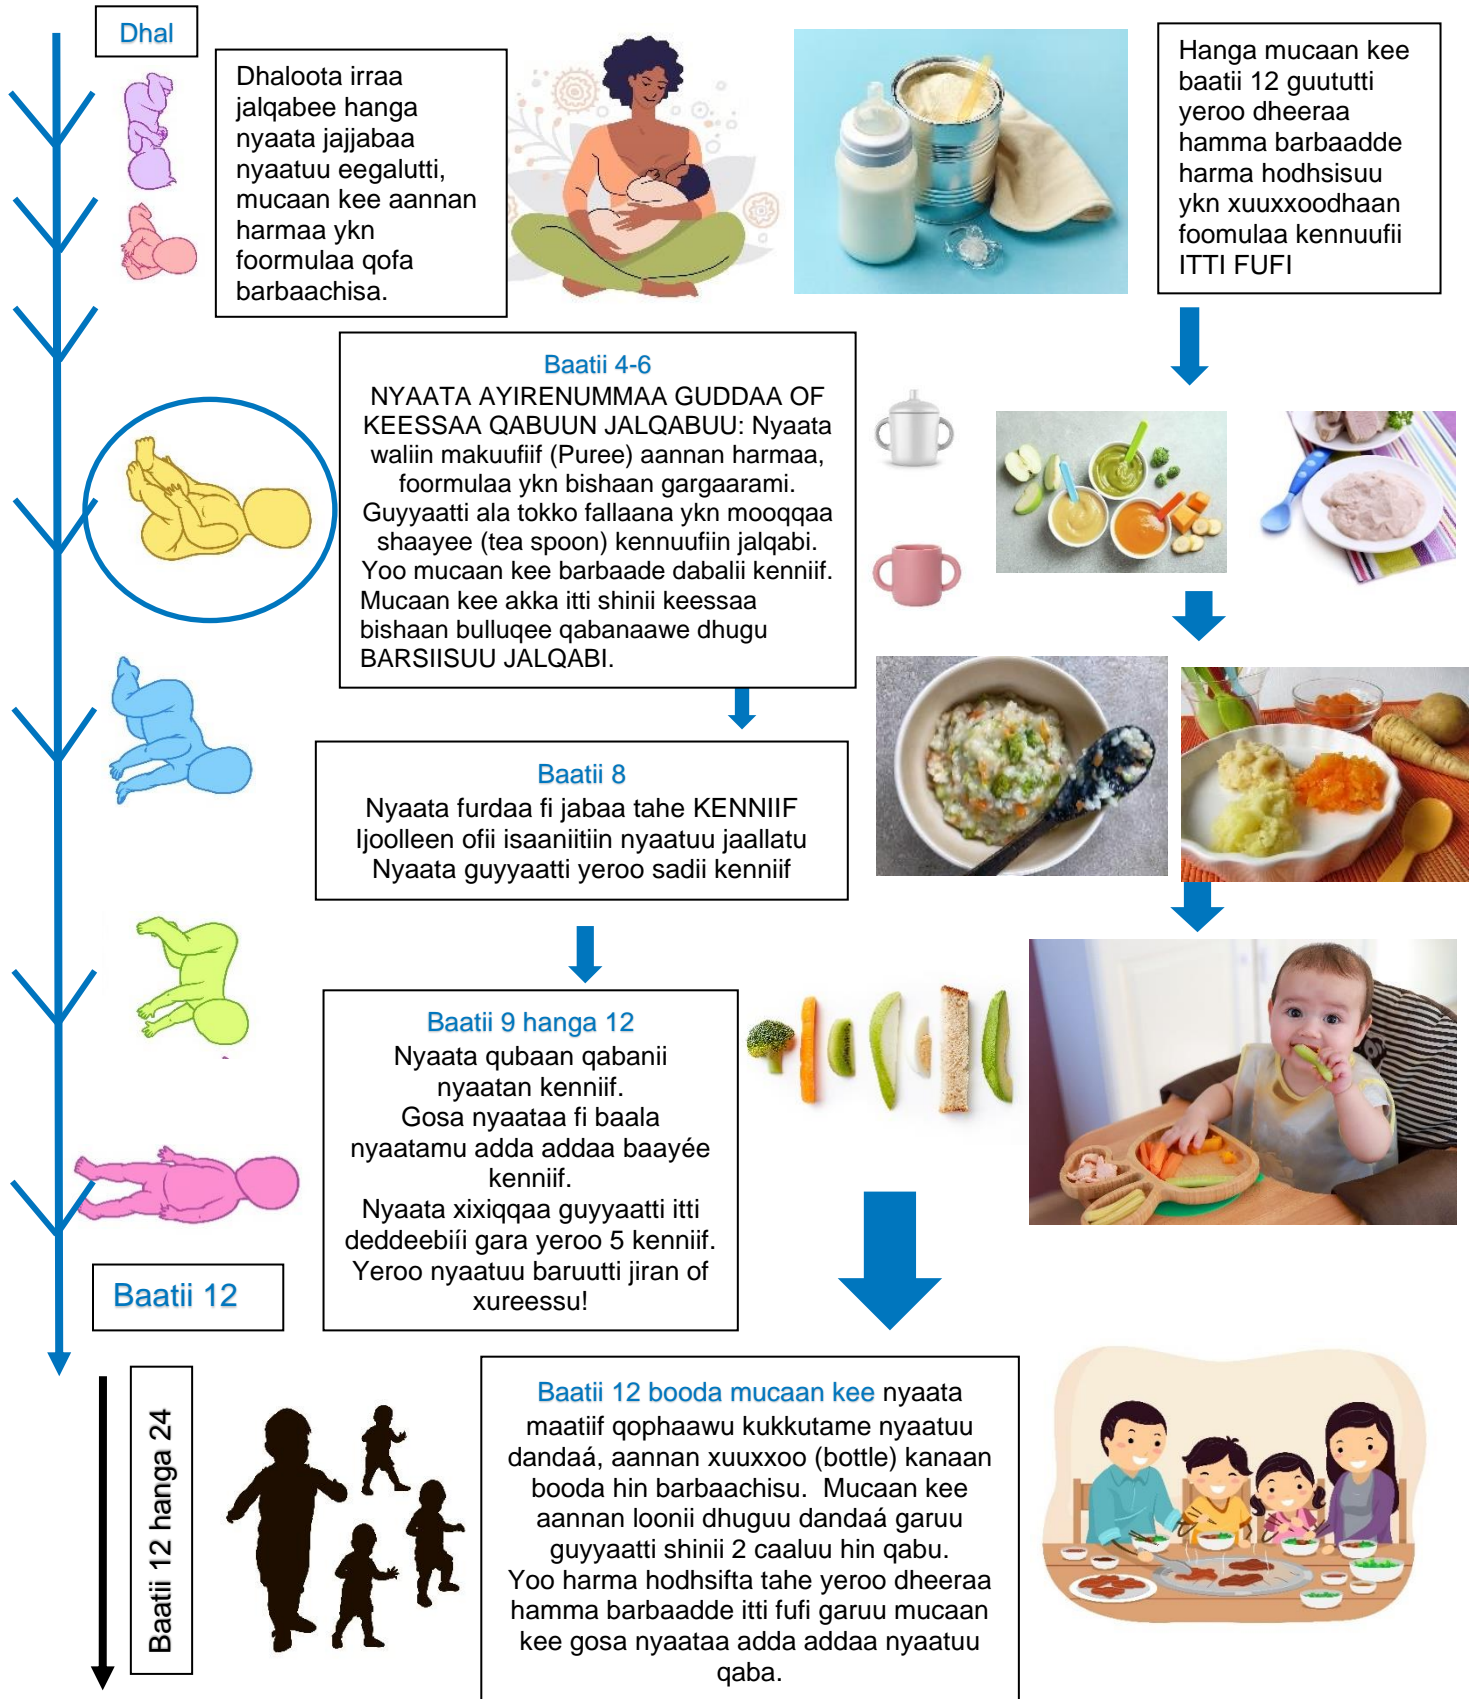 Dhal
Dhaloota irraa
jalqabee hanga
nyaata jajjabaa
nyaatuu eegalutti,
mucaan kee aannan
harmaa ykn
foormulaa qofa
barbaachisa.
Hanga mucaan kee
baatii 12 guututti
yeroo dheeraa
hamma barbaadde
harma hodhsisuu
ykn xuuxxoodhaan
foomulaa kennuufii
ITTI FUFI
Baatii 4-6
NYAATA AYIRENUMMAA GUDDAA OF
KEESSAA QABUUN JALQABUU: Nyaata
waliin makuufiif (Puree) aannan harmaa,
foormulaa ykn bishaan gargaarami.
Guyyaatti ala tokko fallaana ykn mooqqaa
shaayee (tea spoon) kennuufiin jalqabi.
Yoo mucaan kee barbaade dabalii kenniif.
Mucaan kee akka itti shinii keessaa
bishaan bulluqee qabanaawe dhugu
BARSIISUU JALQABI.
Baatii 8
Nyaata furdaa fi jabaa tahe KENNIIF
Ijoolleen ofii isaaniitiin nyaatuu jaallatu
Nyaata guyyaatti yeroo sadii kenniif
Baatii 9 hanga 12
Nyaata qubaan qabanii
nyaatan kenniif.
Gosa nyaataa fi baala
nyaatamu adda addaa baayée
kenniif.
Nyaata xixiqqaa guyyaatti itti
deddeebiíi gara yeroo 5 kenniif.
Yeroo nyaatuu baruutti jiran of
xureessu!
Baatii 12
Baatii 12 hanga 24
Baatii 12 booda mucaan kee nyaata
maatiif qophaawu kukkutame nyaatuu
dandaá, aannan xuuxxoo (bottle) kanaan
booda hin barbaachisu. Mucaan kee
aannan loonii dhuguu dandaá garuu
guyyaatti shinii 2 caaluu hin qabu.
Yoo harma hodhsifta tahe yeroo dheeraa
hamma barbaadde itti fufi garuu mucaan
kee gosa nyaataa adda addaa nyaatuu
qaba.